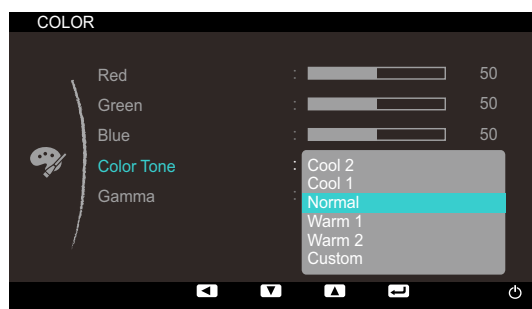 COLOR
Red : 50
Green : 50
Blue : 50
Color Tone : Cool 2
Cool 1
Gamma : Normal
Warm 1
Warm 2
Custom